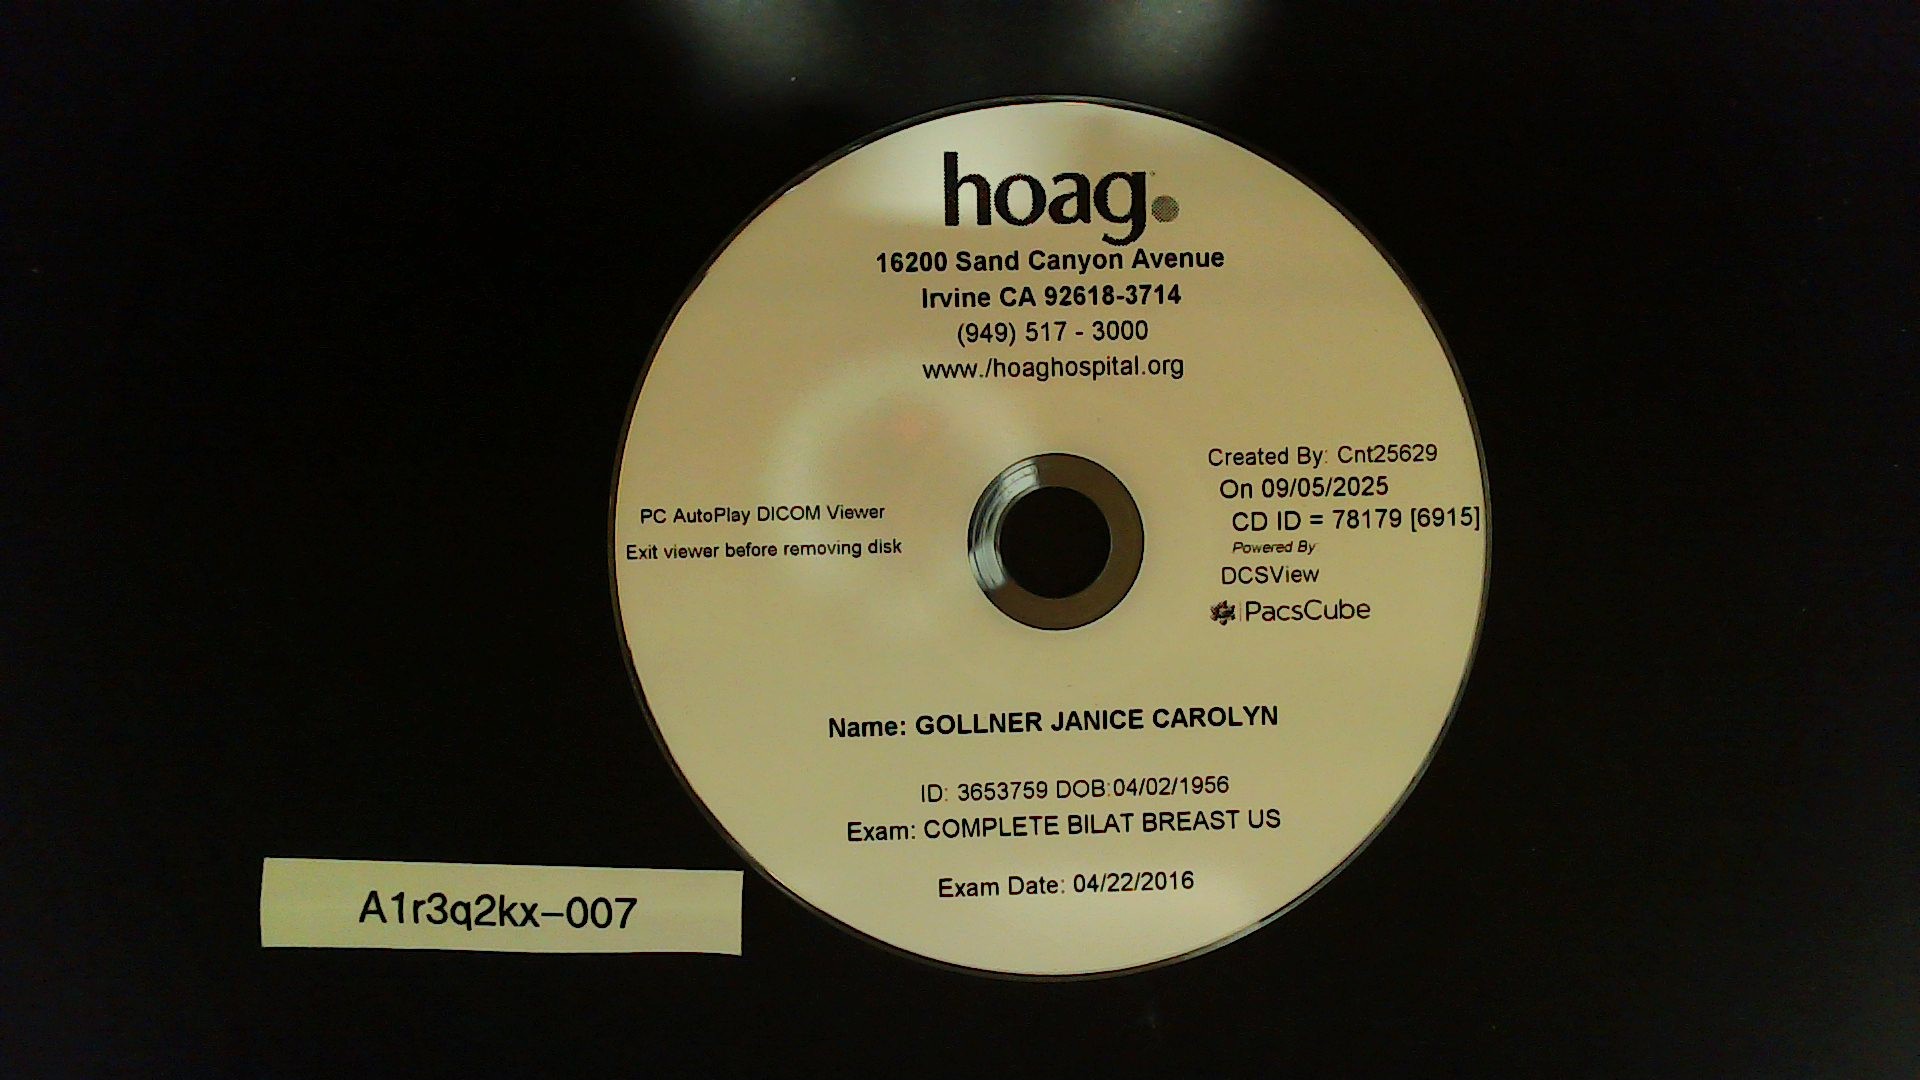 hoag
16200 Sand Canyon Avenue
Irvine CA 92618-3714
(949) 517 - 3000
www./hoaghospital.org
PC AutoPlay DICOM Viewer
Exit viewer before removing disk
Created By: Cnt25629
On 09/05/2025
CD ID = 78179 [6915]
Powered By
DCSView
PacsCube
Name: GOLLNER JANICE CAROLYN
ID: 3653759 DOB:04/02/1956
Exam: COMPLETE BILAT BREAST US
Exam Date: 04/22/2016
A1r3q2kx-007